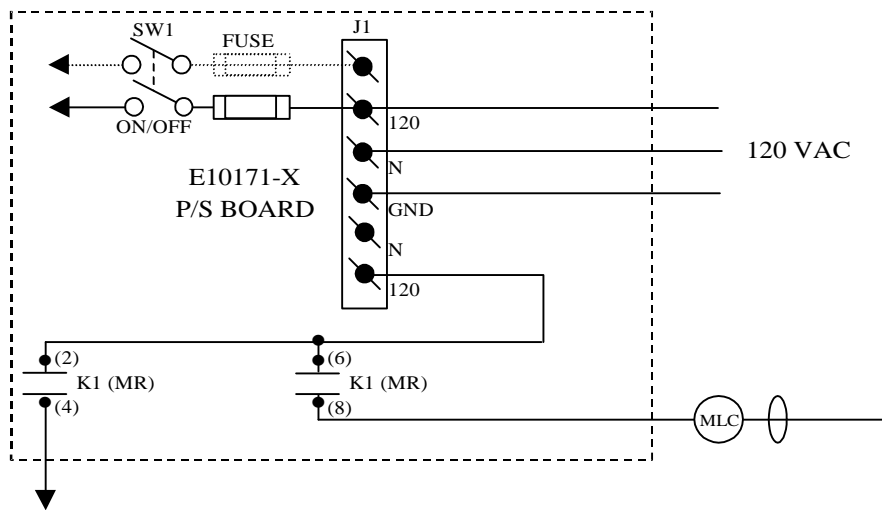 J1
SW1
FUSE
120
ON/OFF
N
120 VAC
E10171-X
P/S BOARD
GND
N
120
(2)
K1 (MR)
(4)
(6)
K1 (MR)
(8)
MLC